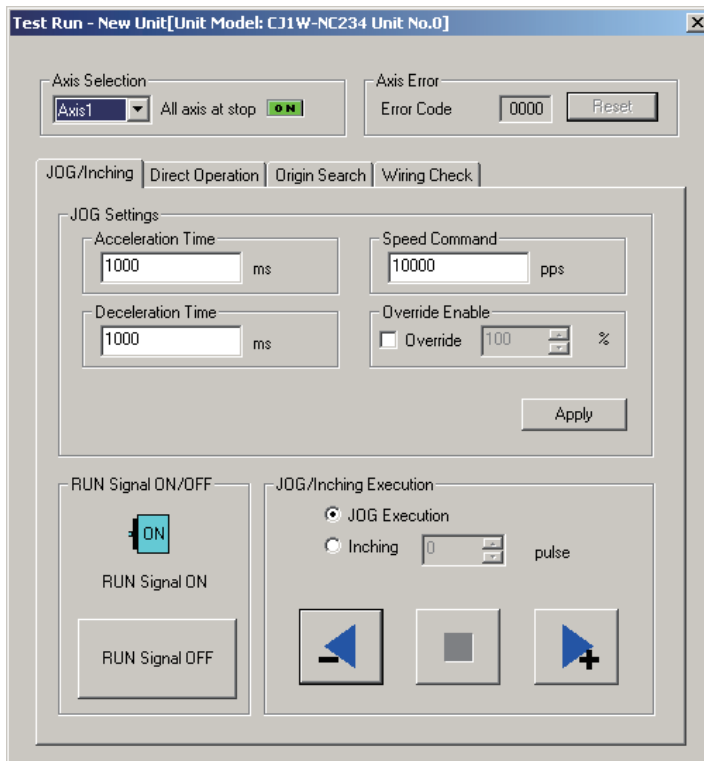 Test Run - New Unit[Unit Model: CJ1W-NC234 Unit No.0]
Axis Selection
Axis1 All axis at stop ON
Axis Error
Error Code 0000 Reset
JOG/Inching Direct Operation Origin Search Wiring Check
JOG Settings
Acceleration Time
1000 ms
Speed Command
10000 pps
Deceleration Time
1000 ms
Override Enable
Override 100 %
Apply
RUN Signal ON/OFF
ON
RUN Signal ON
RUN Signal OFF
JOG/Inching Execution
JOG Execution
Inching 0 pulse